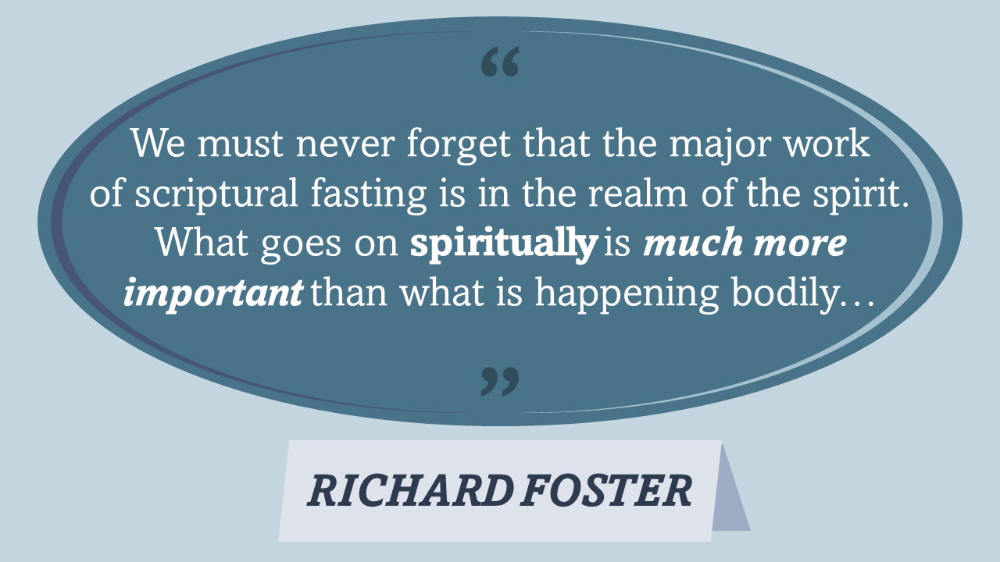 “
We must never forget that the major work
of scriptural fasting is in the realm of the spirit.
What goes on spiritually is much more
important than what is happening bodily…
”
RICHARD FOSTER